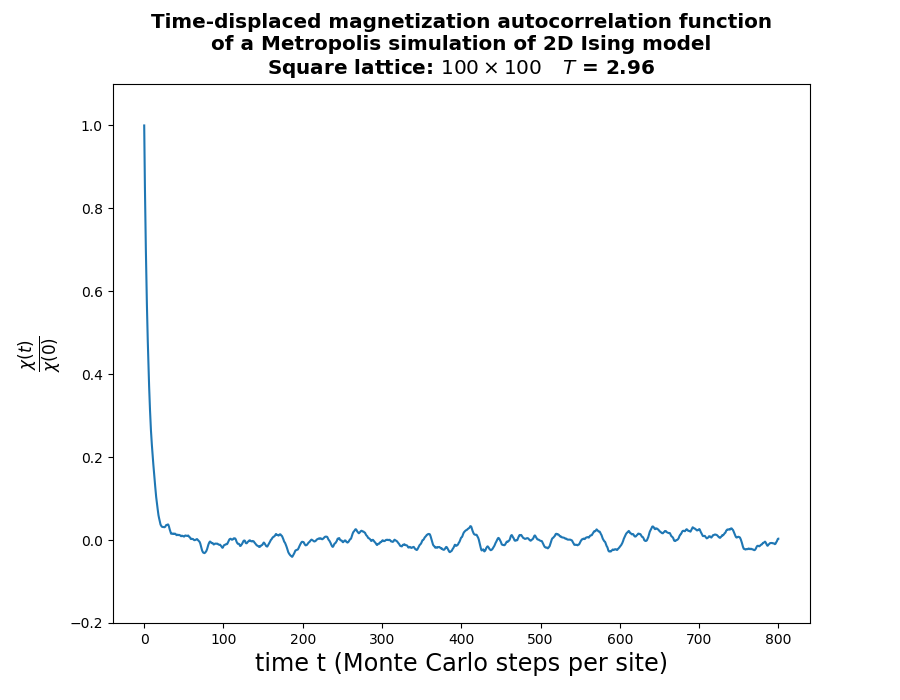 Time-displaced magnetization autocorrelation function
of a Metropolis simulation of 2D Ising model
Square lattice: 100 × 100 T = 2.96
χ(t)
χ(0)
1.0
0.8
0.6
0.4
0.2
0.0
−0.2
0 100 200 300 400 500 600 700 800
time t (Monte Carlo steps per site)